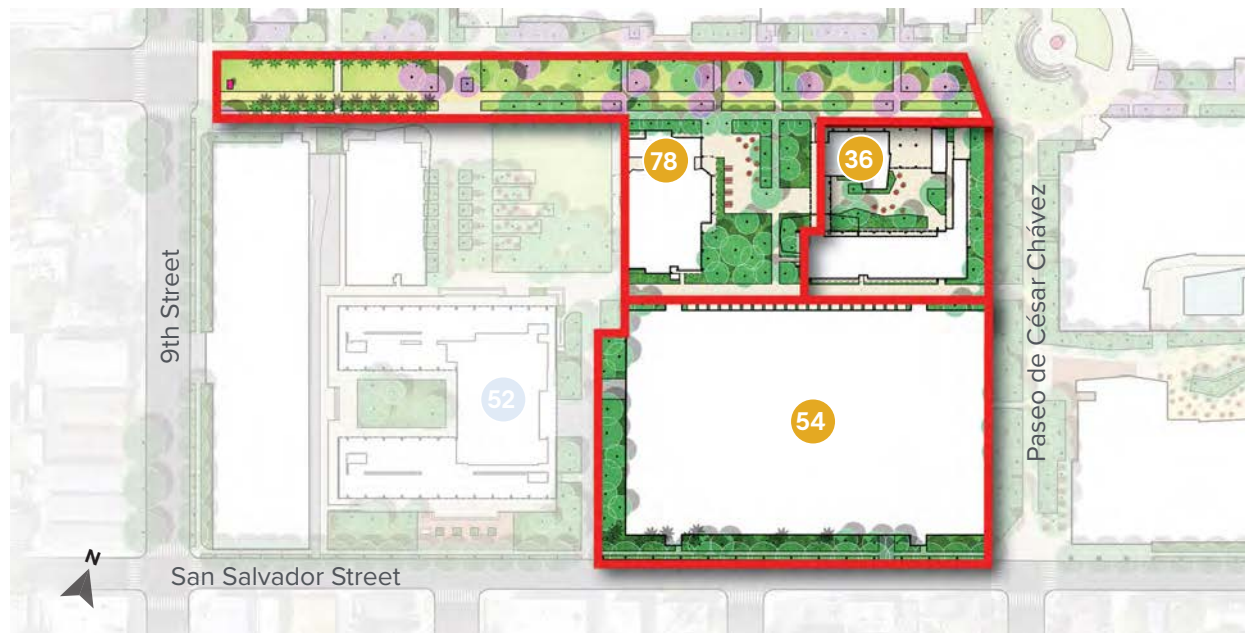 78
36
9th Street
Paseo de César Chávez
52
54
N
San Salvador Street